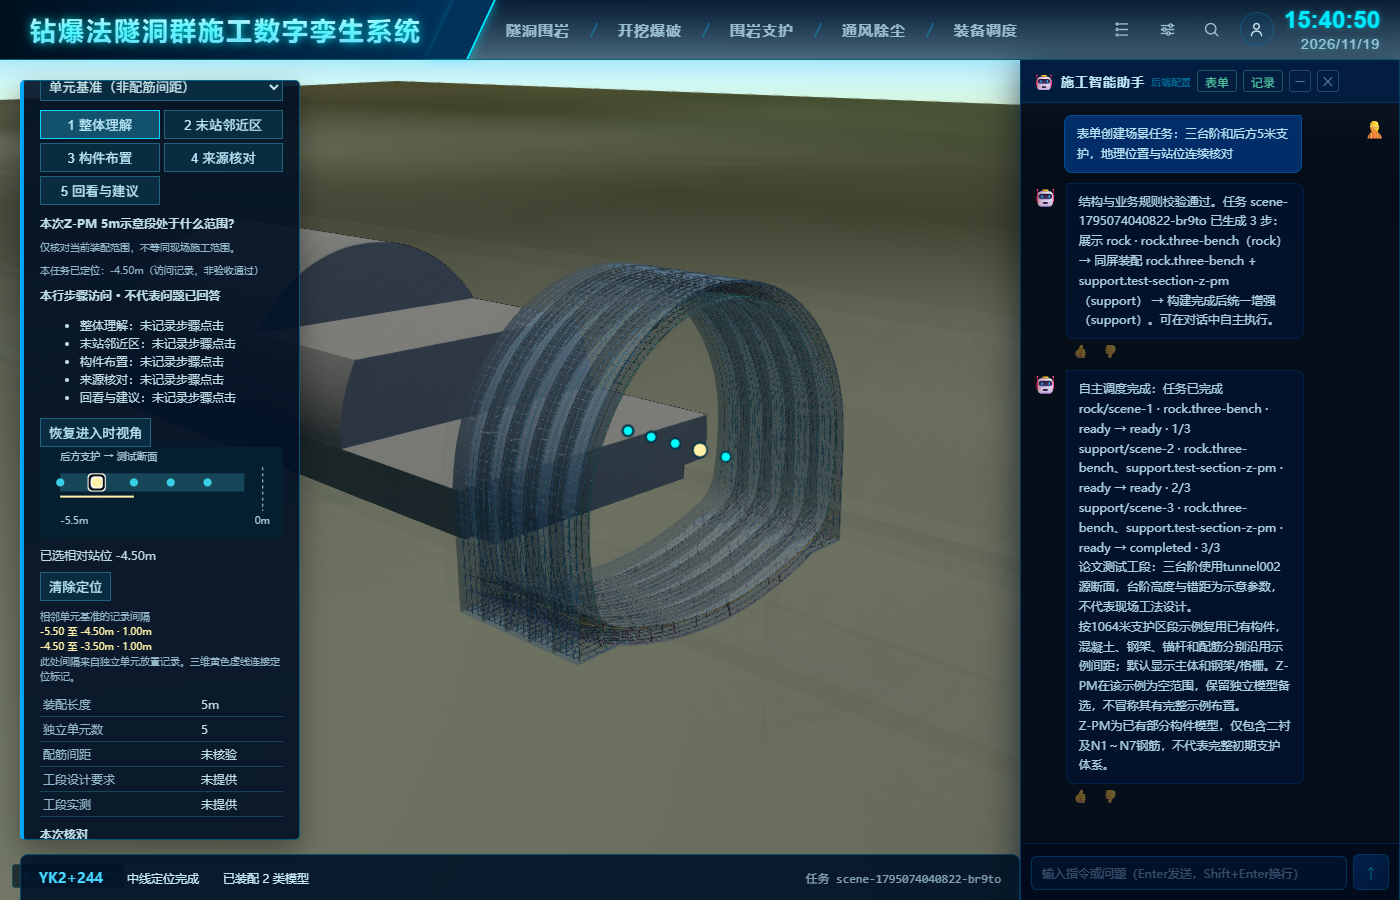 钻爆法隧洞群施工数字孪生系统
隧洞围岩 / 开挖爆破 / 围岩支护 / 通风除尘 / 装备调度
15:40:50
2026/11/19
单元基准（非配筋间距）
1 整体理解
2 末站邻近区
3 构件布置
4 来源核对
5 回看与建议
本次Z-PM 5m示意段处于什么范围?
仅核对当前装配范围，不等同现场施工范围。
本任务已定位：-4.50m（访问记录，非验收通过）
本行步骤访问 • 不代表问题已回答
• 整体理解：未记录步骤点击
• 末站邻近区：未记录步骤点击
• 构件布置：未记录步骤点击
• 来源核对：未记录步骤点击
• 回看与建议：未记录步骤点击
恢复进入时视角
后方支护 → 测试断面
-5.5m
0m
已选相对站位 -4.50m
清除定位
相邻单元基准的记录间隔
-5.50 至 -4.50m · 1.00m
-4.50 至 -3.50m · 1.00m
此处间隔来自独立单元放置记录。三维黄色虚线连接定
位标记。
装配长度 5m
独立单元数 5
配筋间距 未核验
工段设计要求 未提供
工段实测 未提供
本次核对
YK2+244 中线定位完成 已装配 2 类模型
任务 scene-1795074040822-br9to
施工智能助手 后端配置 表单 记录
表单创建场景任务：三台阶和后方5米支
护，地理位置与站位连续核对
结构与业务规则校验通过。任务 scene-
1795074040822-br9to 已生成 3 步：
展示 rock · rock.three-bench（rock）
→ 同屏装配 rock.three-bench +
support.test-section-z-pm
（support） → 构建完成后统一增强
（support）。可在对话中自主执行。
自主调度完成：任务已完成
rock/scene-1 · rock.three-bench ·
ready → ready · 1/3
support/scene-2 · rock.three-
bench、support.test-section-z-pm ·
ready → ready · 2/3
support/scene-3 · rock.three-
bench、support.test-section-z-pm ·
ready → completed · 3/3
论文测试工段：三台阶使用tunnel002
源断面，台阶高度与错距为示意参数，
不代表现场工法设计。
按1064米支护区段示例复用已有构件，
混凝土、钢架、锚杆和配筋分别沿用示
例间距；默认显示主体和钢架/格栅。Z-
PM在该示例为空范围，保留独立模型备
选，不冒称其有完整示例布置。
Z-PM为已有部分构件模型，仅包含二衬
及N1～N7钢筋，不代表完整初期支护
体系。
输入指令或问题（Enter发送，Shift+Enter换行）